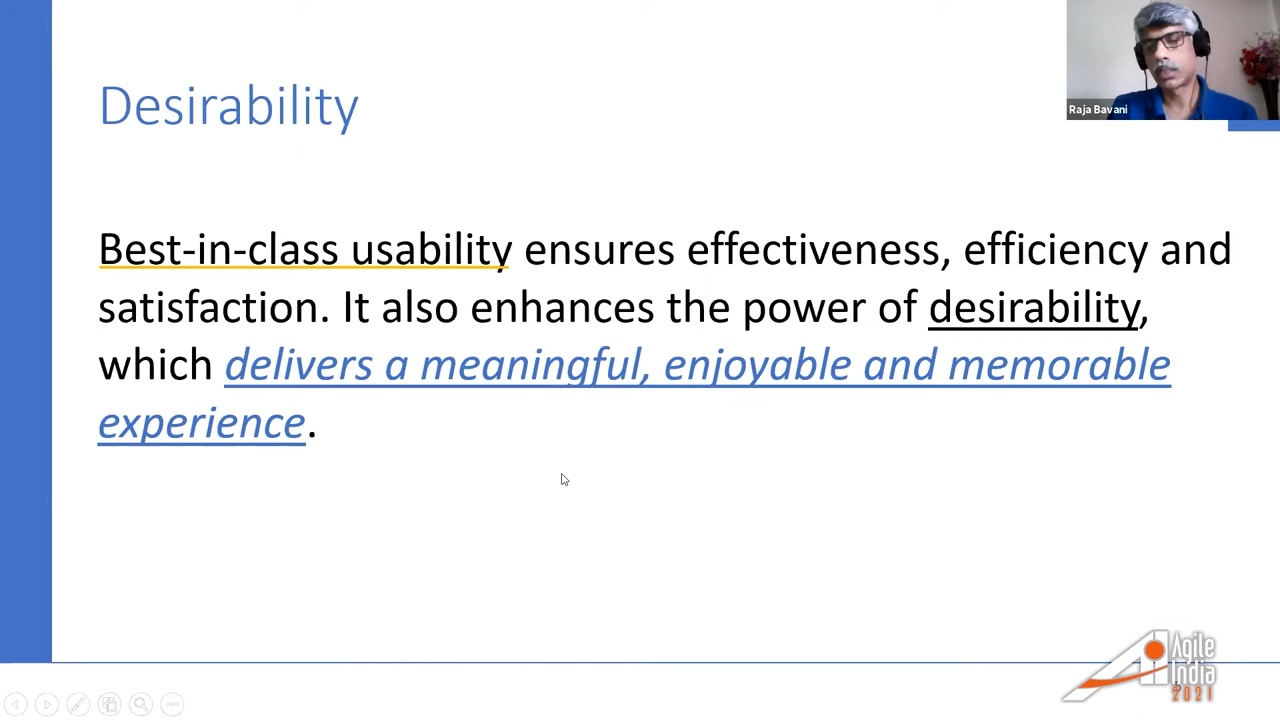 Desirability
Raja Bavani
Best-in-class usability ensures effectiveness, efficiency and
satisfaction. It also enhances the power of desirability,
which delivers a meaningful, enjoyable and memorable
experience.
Agile
India
2021